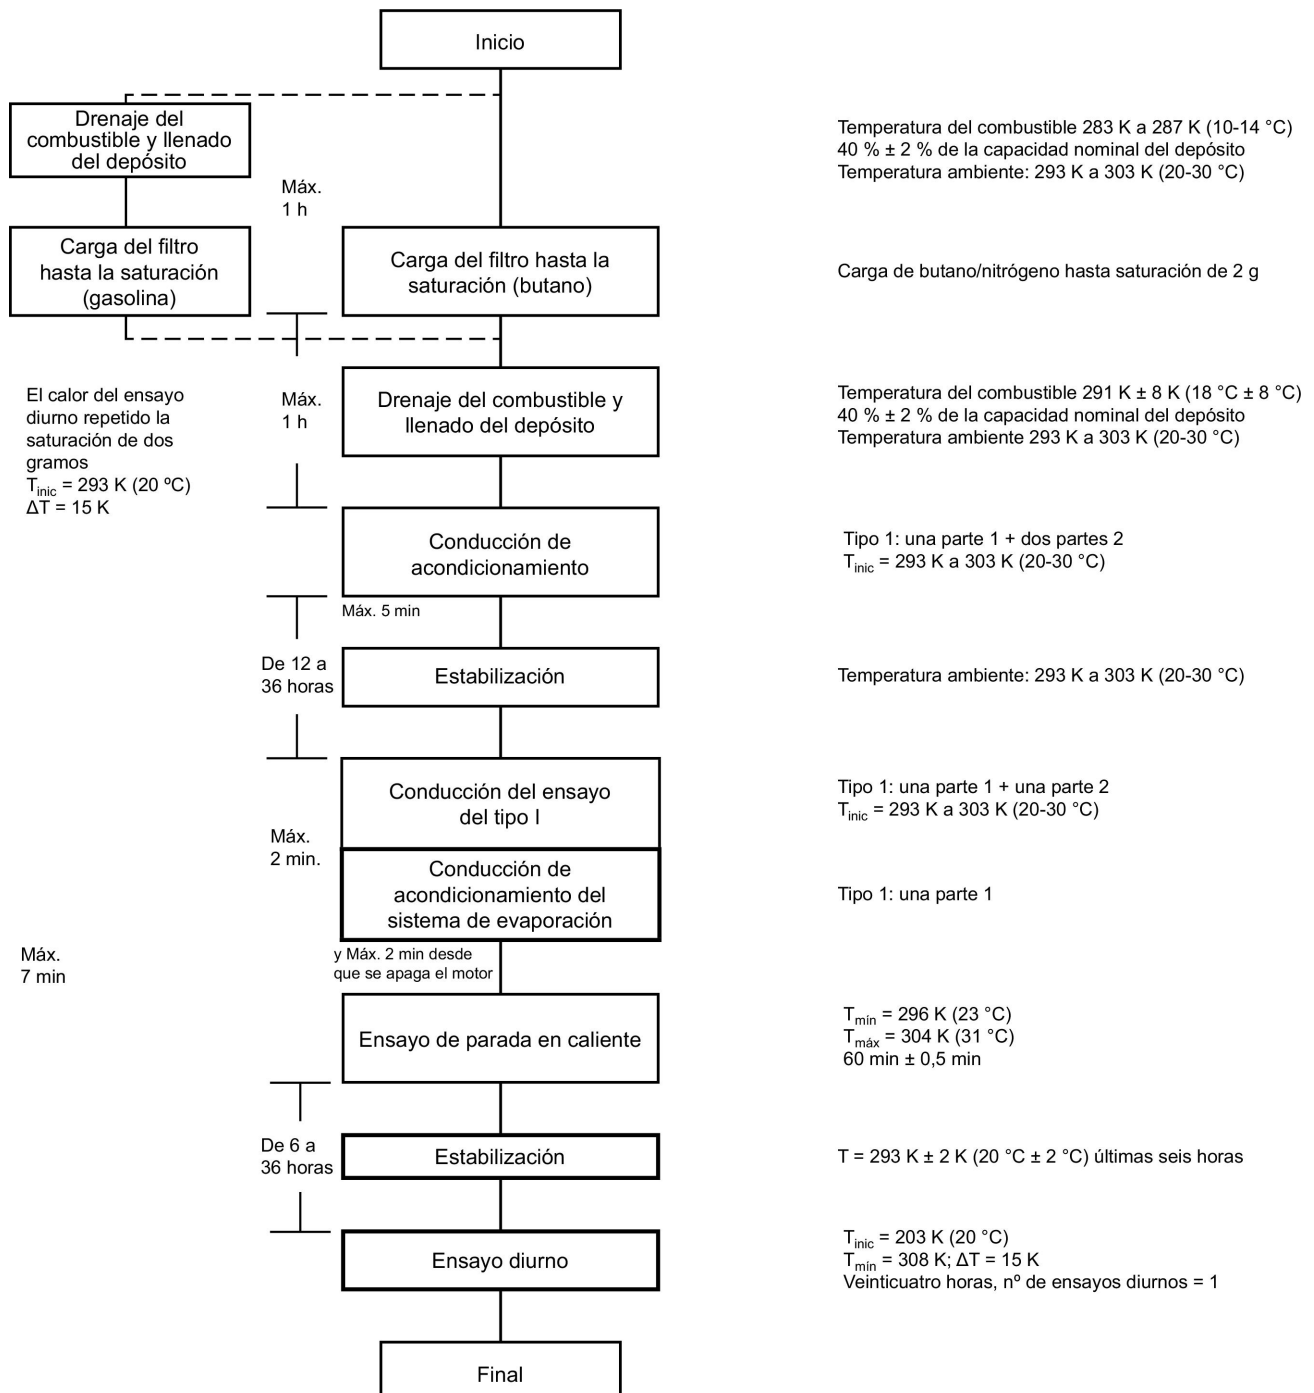 Inicio
Drenaje del
combustible y llenado
del depósito
Temperatura del combustible 283 K a 287 K (10-14 °C)
40 % ± 2 % de la capacidad nominal del depósito
Temperatura ambiente: 293 K a 303 K (20-30 °C)
Máx.
1 h
Carga del filtro
hasta la saturación
(gasolina)
Carga del filtro hasta la
saturación (butano)
Carga de butano/nitrógeno hasta saturación de 2 g
El calor del ensayo
diurno repetido la
saturación de dos
gramos
Tinic = 293 K (20 ºC)
ΔT = 15 K
Máx.
1 h
Drenaje del combustible y
llenado del depósito
Temperatura del combustible 291 K ± 8 K (18 °C ± 8 °C)
40 % ± 2 % de la capacidad nominal del depósito
Temperatura ambiente 293 K a 303 K (20-30 °C)
Conducción de
acondicionamiento
Tipo 1: una parte 1 + dos partes 2
Tinic = 293 K a 303 K (20-30 °C)
Máx. 5 min
De 12 a
36 horas
Estabilización
Temperatura ambiente: 293 K a 303 K (20-30 °C)
Conducción del ensayo
del tipo I
Tipo 1: una parte 1 + una parte 2
Tinic = 293 K a 303 K (20-30 °C)
Máx.
2 min.
Conducción de
acondicionamiento del
sistema de evaporación
Tipo 1: una parte 1
Máx.
7 min
y Máx. 2 min desde
que se apaga el motor
Ensayo de parada en caliente
Tmín = 296 K (23 °C)
Tmáx = 304 K (31 °C)
60 min ± 0,5 min
De 6 a
36 horas
Estabilización
T = 293 K ± 2 K (20 °C ± 2 °C) últimas seis horas
Ensayo diurno
Tinic = 203 K (20 °C)
Tmín = 308 K; ΔT = 15 K
Veinticuatro horas, nº de ensayos diurnos = 1
Final